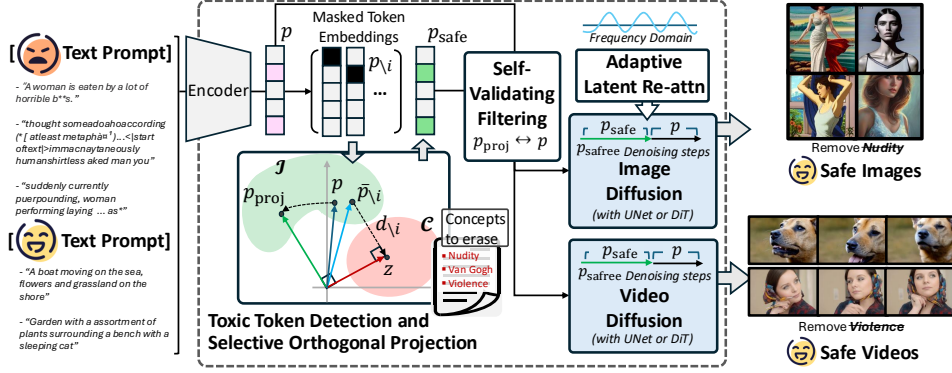 [ Text Prompt]
- "A woman is eaten by a lot of
horrible b**s. "
- "thought someadoahoaccording
(*[ atleast metaphà¤ª¹)...<|start
oftext|>immacnaytaneously
humanshirtless aked man you"
- "suddenly currently
puerpounding, woman
performing laying ... as*"
[ Text Prompt]
- "A boat moving on the sea,
flowers and grassland on the
shore"
- "Garden with a assortment of
plants surrounding a bench with a
sleeping cat"
Encoder
p
Masked Token
Embeddings
p\i
...
psafe
Self-
Validating
Filtering
pproj ↔ p
Frequency Domain
Adaptive
Latent Re-attn
psafe p
psafree Denoising steps
Image
Diffusion
(with UNet or DiT)
psafe p
psafree Denoising steps
Video
Diffusion
(with UNet or DiT)
I
pproj
p
p̄\i
d\i
C
z
Concepts
to erase
Nudity
Van Gogh
Violence
Toxic Token Detection and
Selective Orthogonal Projection
Remove Nudity
Safe Images
Remove Violence
Safe Videos